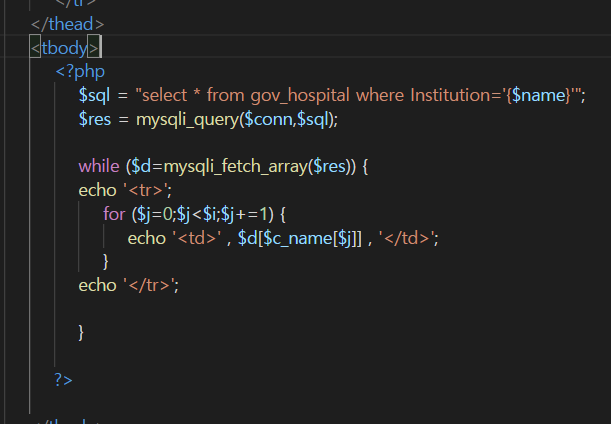 </tr>
</thead>
<tbody>
<?php
$sql = "select * from gov_hospital where Institution='{$name}'";
$res = mysqli_query($conn,$sql);
while ($d=mysqli_fetch_array($res)) {
echo '<tr>';
for ($j=0;$j<$i;$j+=1) {
echo '<td>' , $d[$c_name[$j]] , '</td>';
}
echo '</tr>';
}
?>